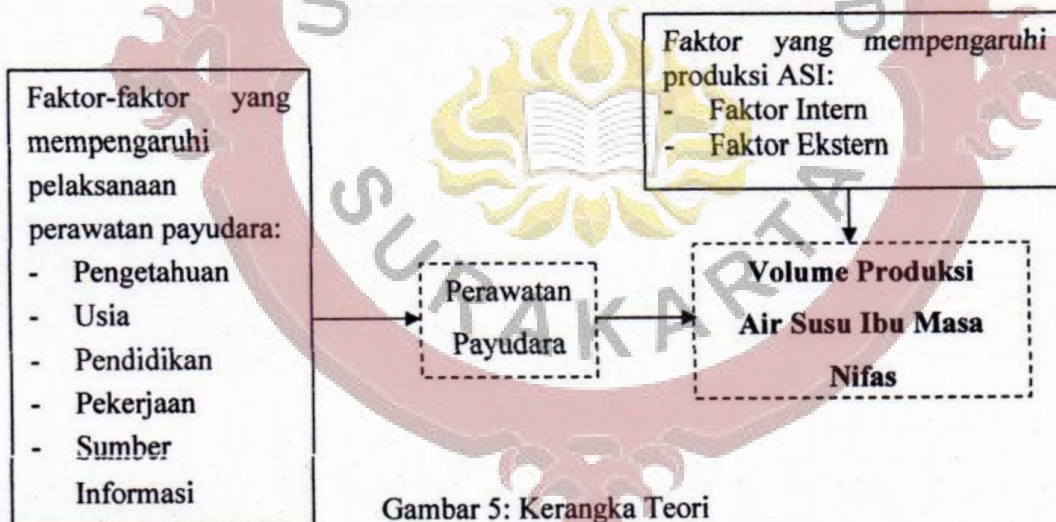 Faktor-faktor yang
mempengaruhi
pelaksanaan
perawatan payudara:
- Pengetahuan
- Usia
- Pendidikan
- Pekerjaan
- Sumber
Informasi
Perawatan
Payudara
Faktor yang mempengaruhi
produksi ASI:
- Faktor Intern
- Faktor Ekstern
Volume Produksi
Air Susu Ibu Masa
Nifas
Gambar 5: Kerangka Teori
SURAKARTA